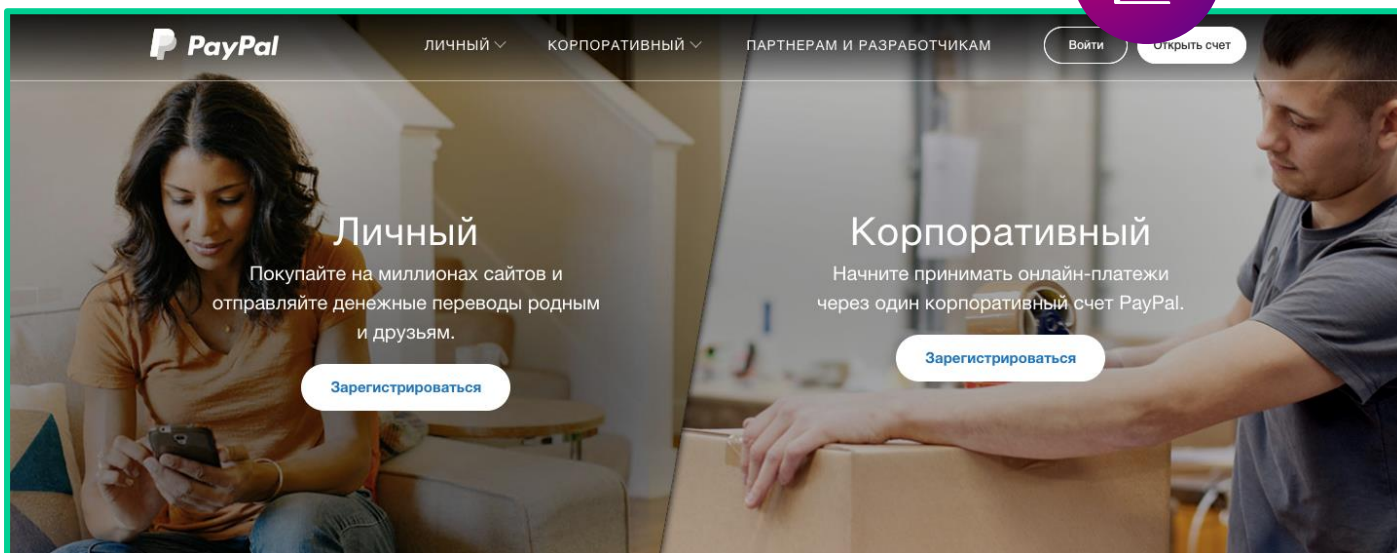 PayPal
ЛИЧНЫЙ
КОРПОРАТИВНЫЙ
ПАРТНЕРАМ И РАЗРАБОТЧИКАМ
Войти
Открыть счет
Личный
Покупайте на миллионах сайтов и
отправляйте денежные переводы родным
и друзьям.
Зарегистрироваться
Корпоративный
Начните принимать онлайн-платежи
через один корпоративный счет PayPal.
Зарегистрироваться